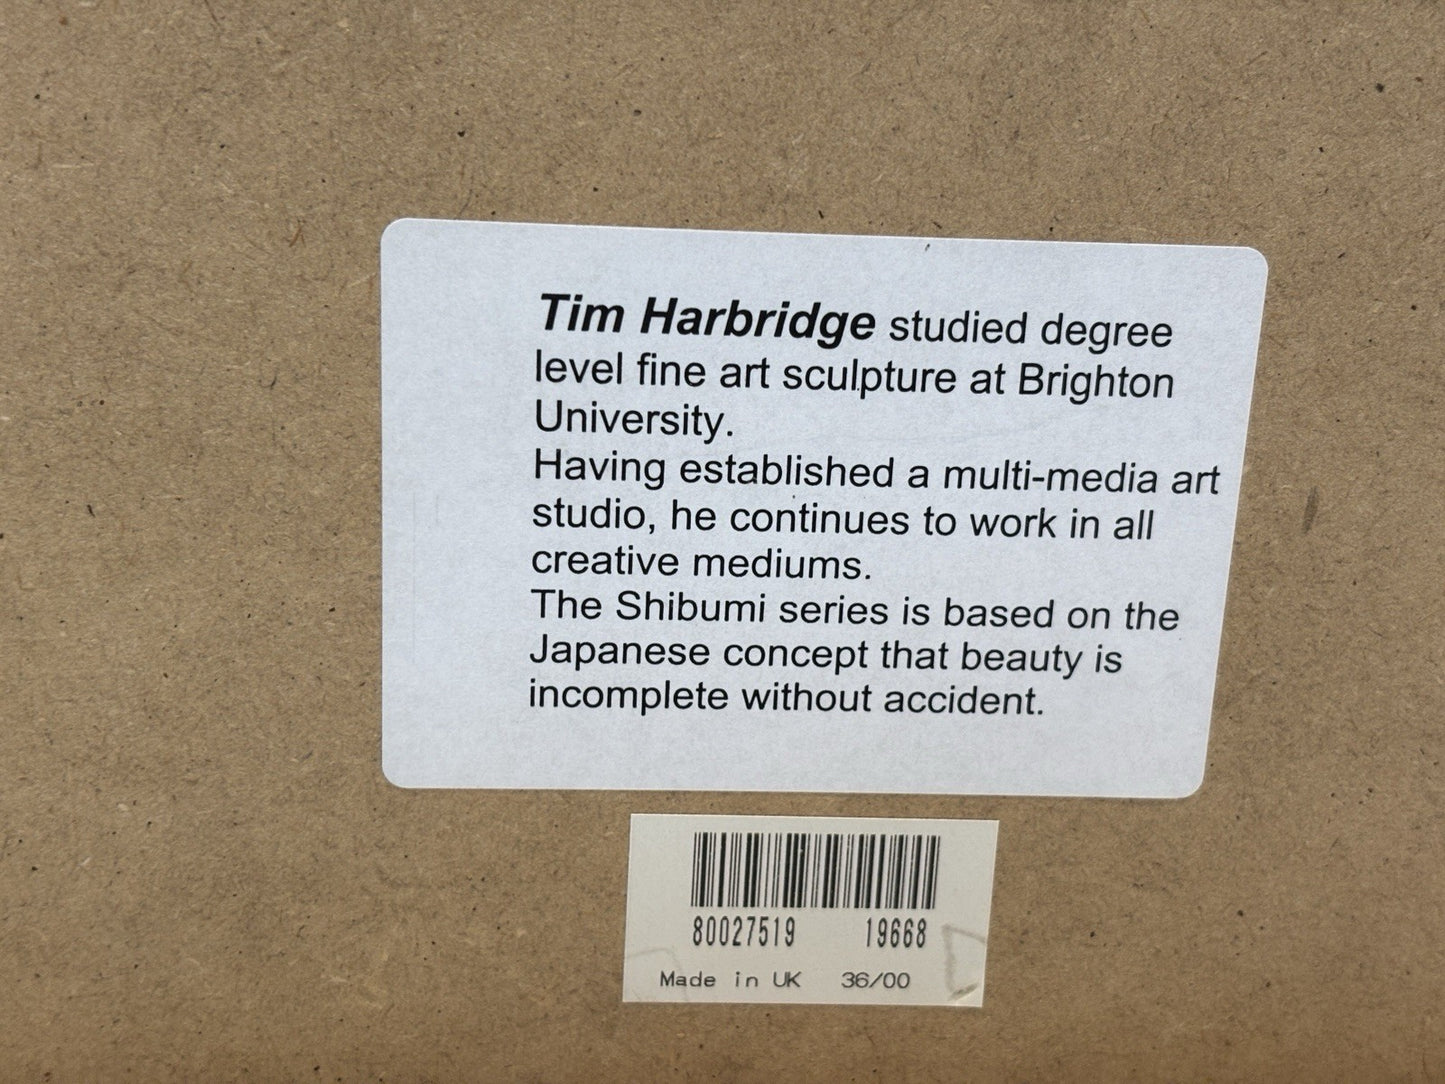 Tim Harbridge studied degree
level fine art sculpture at Brighton
University.
Having established a multi-media art
studio, he continues to work in all
creative mediums.
The Shibumi series is based on the
Japanese concept that beauty is
incomplete without accident.
80027519 19668
Made in UK 36/00